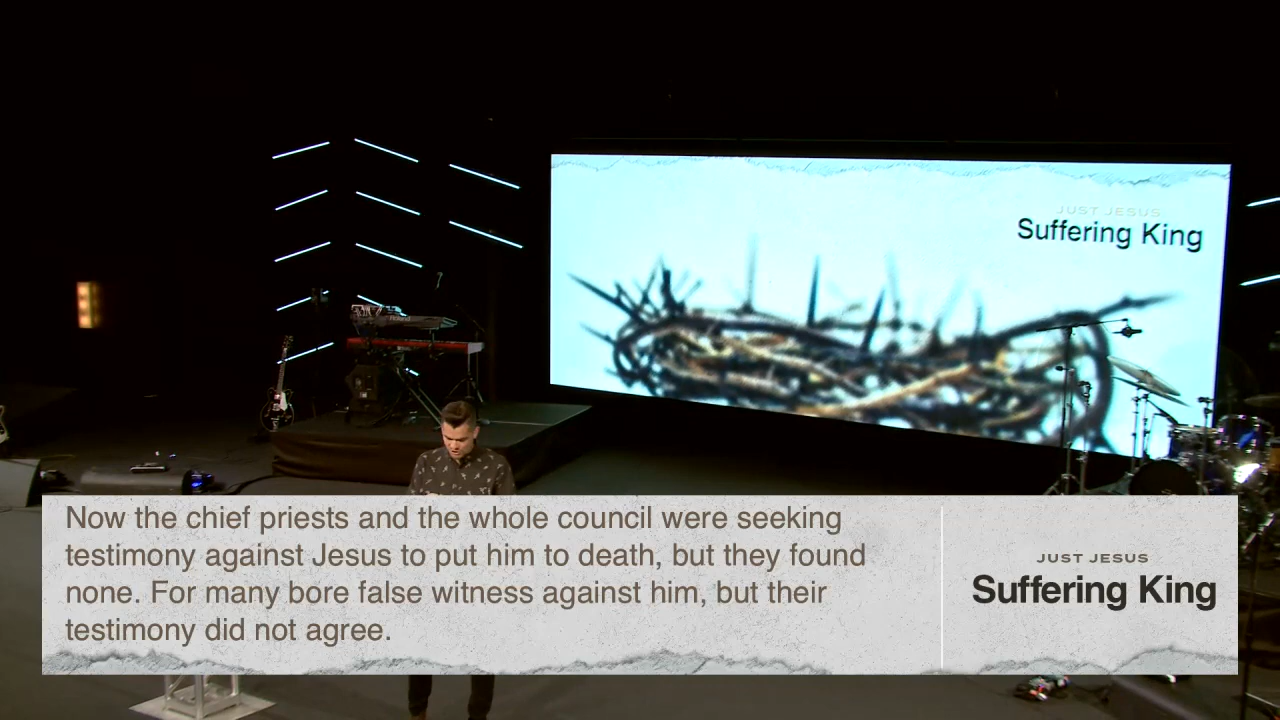 JUST JESUS
Suffering King
Roland
Now the chief priests and the whole council were seeking
testimony against Jesus to put him to death, but they found
none. For many bore false witness against him, but their
testimony did not agree.
JUST JESUS
Suffering King